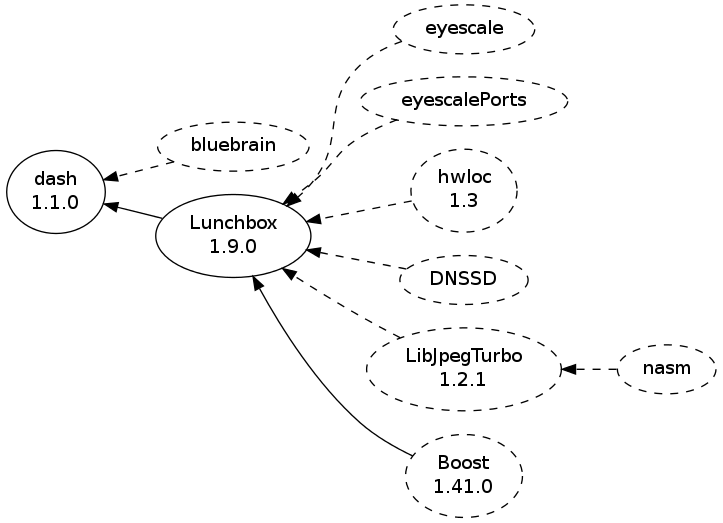 eyescale
eyescalePorts
bluebrain
hwloc
1.3
dash
1.1.0
Lunchbox
1.9.0
DNSSD
LibJpegTurbo
1.2.1
nasm
Boost
1.41.0